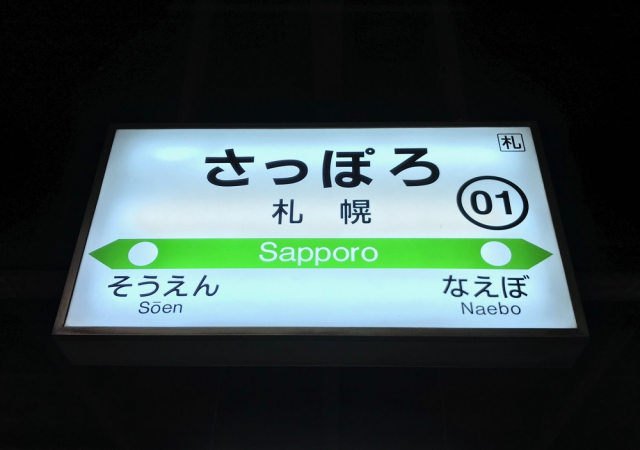 札
さっぽろ
札 幌
01
Sapporo
そうえん なえぼ
Sōen Naebo